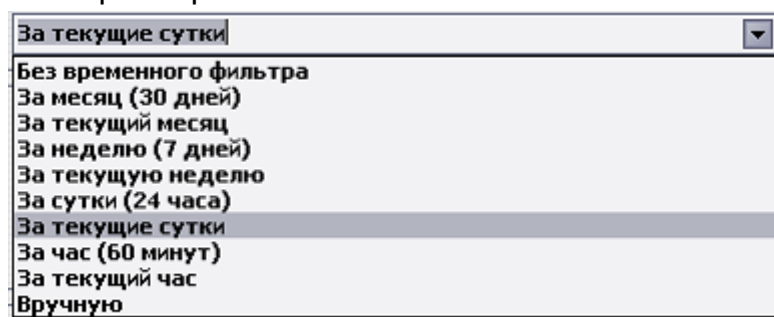 За текущие сутки
Без временного фильтра
За месяц (30 дней)
За текущий месяц
За неделю (7 дней)
За текущую неделю
За сутки (24 часа)
За текущие сутки
За час (60 минут)
За текущий час
Вручную